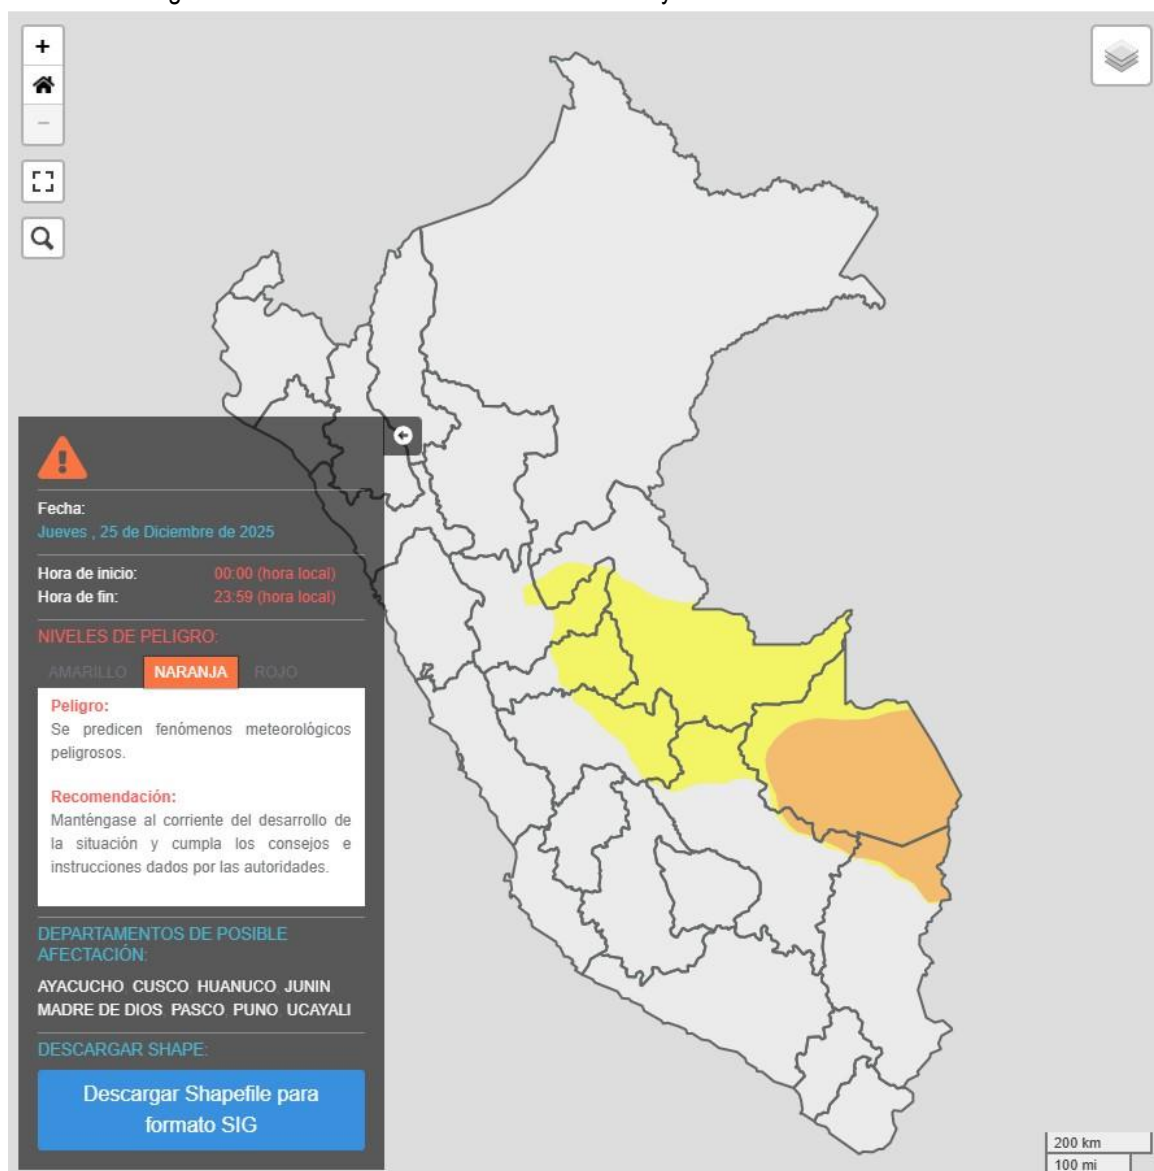 +
−
Fecha:
Jueves , 25 de Diciembre de 2025
Hora de inicio: 00:00 (hora local)
Hora de fin: 23:59 (hora local)
NIVELES DE PELIGRO:
AMARILLO NARANJA ROJO
Peligro:
Se predicen fenómenos meteorológicos
peligrosos.
Recomendación:
Manténgase al corriente del desarrollo de
la situación y cumpla los consejos e
instrucciones dados por las autoridades.
DEPARTAMENTOS DE POSIBLE
AFECTACIÓN:
AYACUCHO CUSCO HUANUCO JUNIN
MADRE DE DIOS PASCO PUNO UCAYALI
DESCARGAR SHAPE:
Descargar Shapefile para
formato SIG
200 km
100 mi